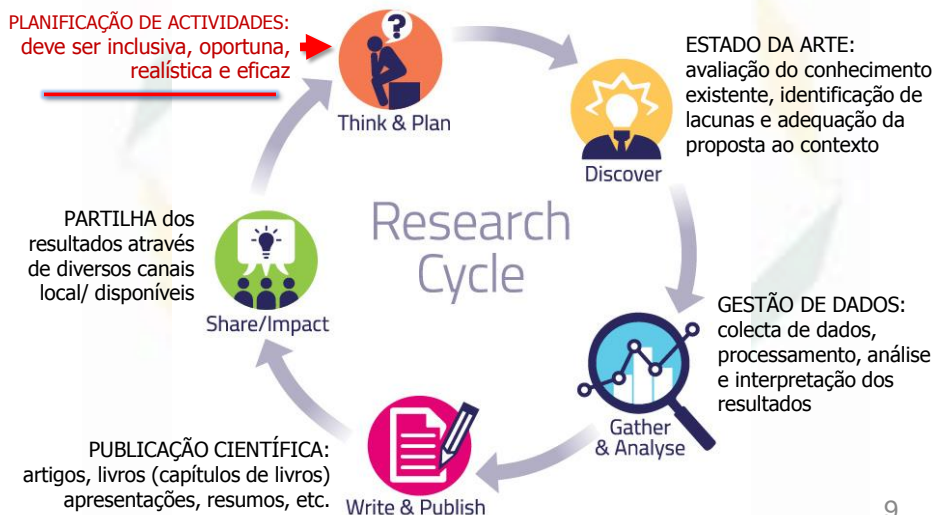 PLANIFICAÇÃO DE ACTIVIDADES:
deve ser inclusiva, oportuna,
realística e eficaz
?
Think & Plan
ESTADO DA ARTE:
avaliação do conhecimento
existente, identificação de
lacunas e adequação da
proposta ao contexto
Discover
Research
Cycle
PARTILHA dos
resultados através
de diversos canais
local/ disponíveis
Share/Impact
GESTÃO DE DADOS:
colecta de dados,
processamento, análise
e interpretação dos
resultados
Gather
& Analyse
PUBLICAÇÃO CIENTÍFICA:
artigos, livros (capítulos de livros)
apresentações, resumos, etc.
Write & Publish
9